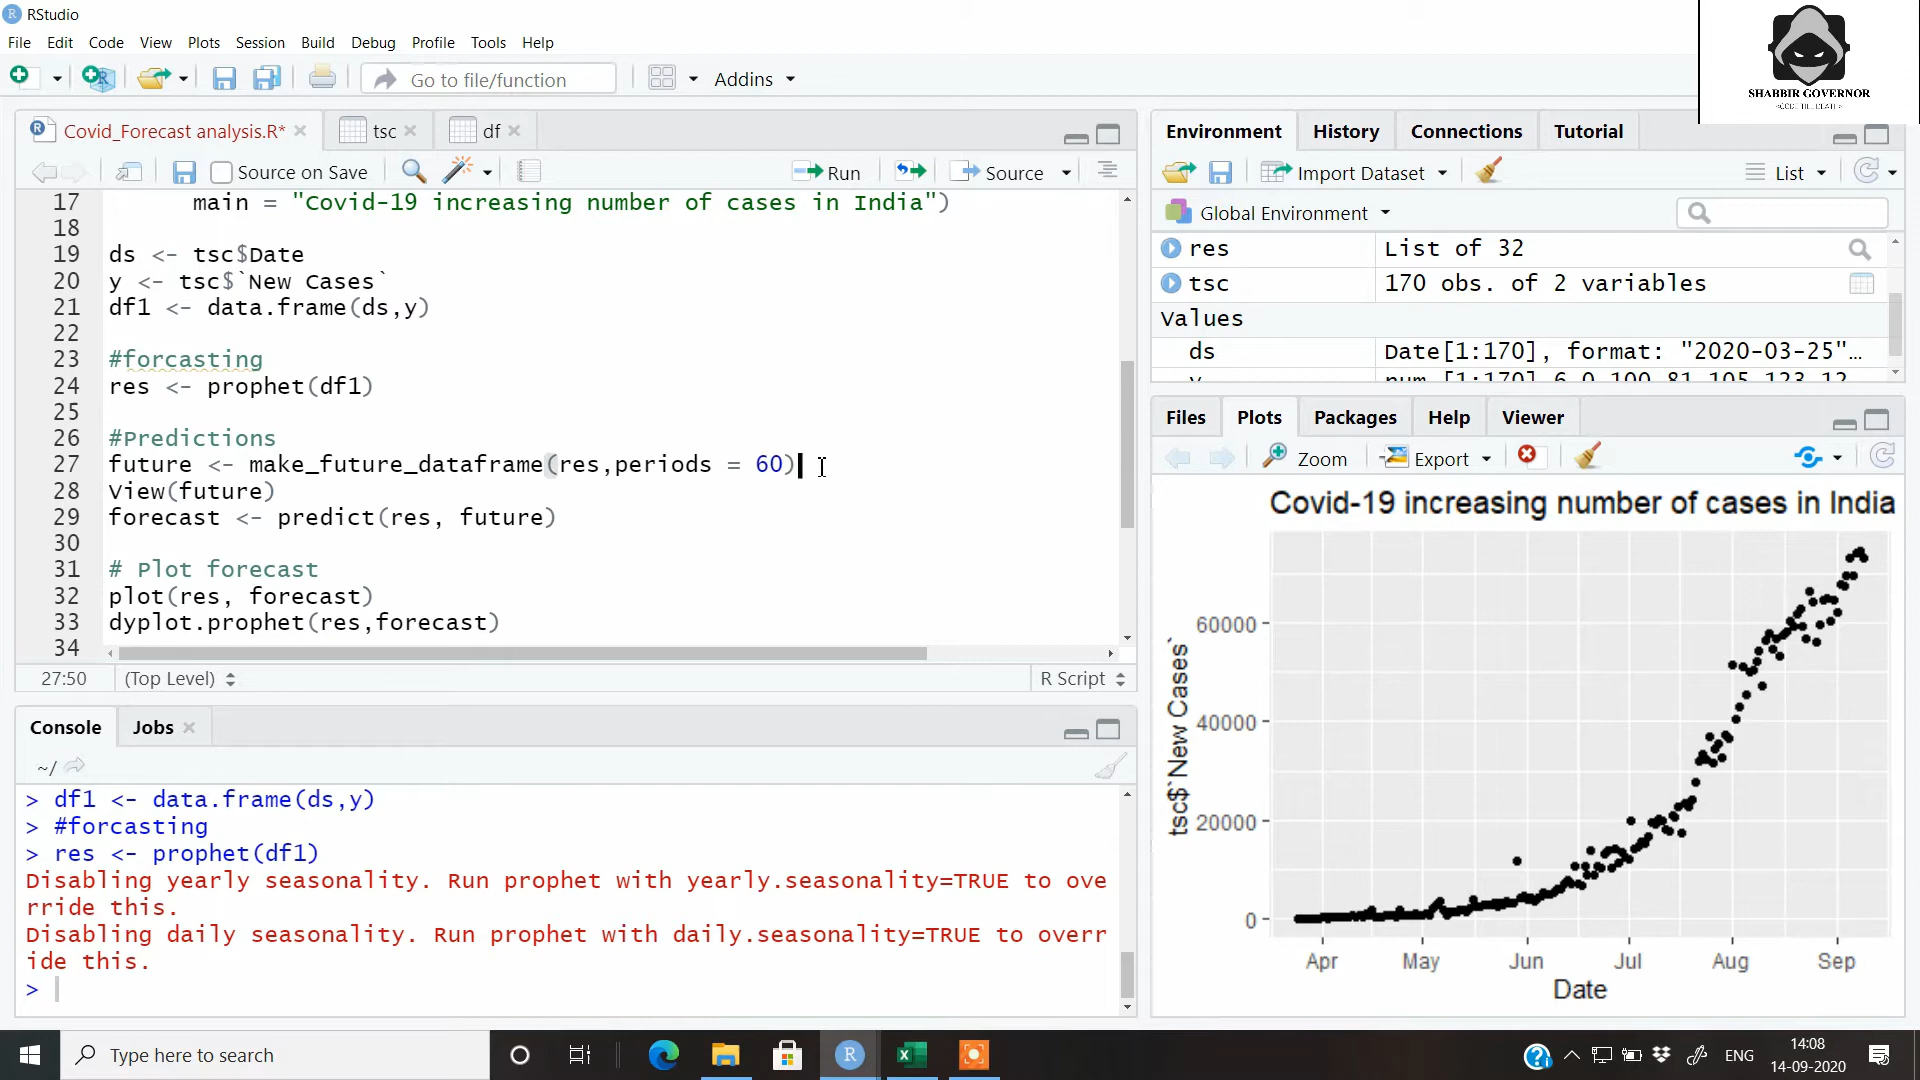 RStudio
File Edit Code View Plots Session Build Debug Profile Tools Help
Go to file/function Addins
SHABBIR GOVERNOR
Covid_Forecast analysis.R* tsc df
Source on Save Run Source
17 main = "Covid-19 increasing number of cases in India")
18
19 ds <- tsc$Date
20 y <- tsc$`New Cases`
21 df1 <- data.frame(ds,y)
22
23 #forcasting
24 res <- prophet(df1)
25
26 #Predictions
27 future <- make_future_dataframe(res,periods = 60)
28 View(future)
29 forecast <- predict(res, future)
30
31 # Plot forecast
32 plot(res, forecast)
33 dyplot.prophet(res,forecast)
34
27:50 (Top Level) R Script
Console Jobs
~/
> df1 <- data.frame(ds,y)
> #forcasting
> res <- prophet(df1)
Disabling yearly seasonality. Run prophet with yearly.seasonality=TRUE to ove
rride this.
Disabling daily seasonality. Run prophet with daily.seasonality=TRUE to overr
ide this.
>
Environment History Connections Tutorial
Import Dataset List
Global Environment
res List of 32
tsc 170 obs. of 2 variables
Values
ds Date[1:170], format: "2020-03-25"…
Files Plots Packages Help Viewer
Zoom Export
Covid-19 increasing number of cases in India
tsc$`New Cases`
60000
40000
20000
0
Apr May Jun Jul Aug Sep
Date
Type here to search
ENG
14:08
14-09-2020